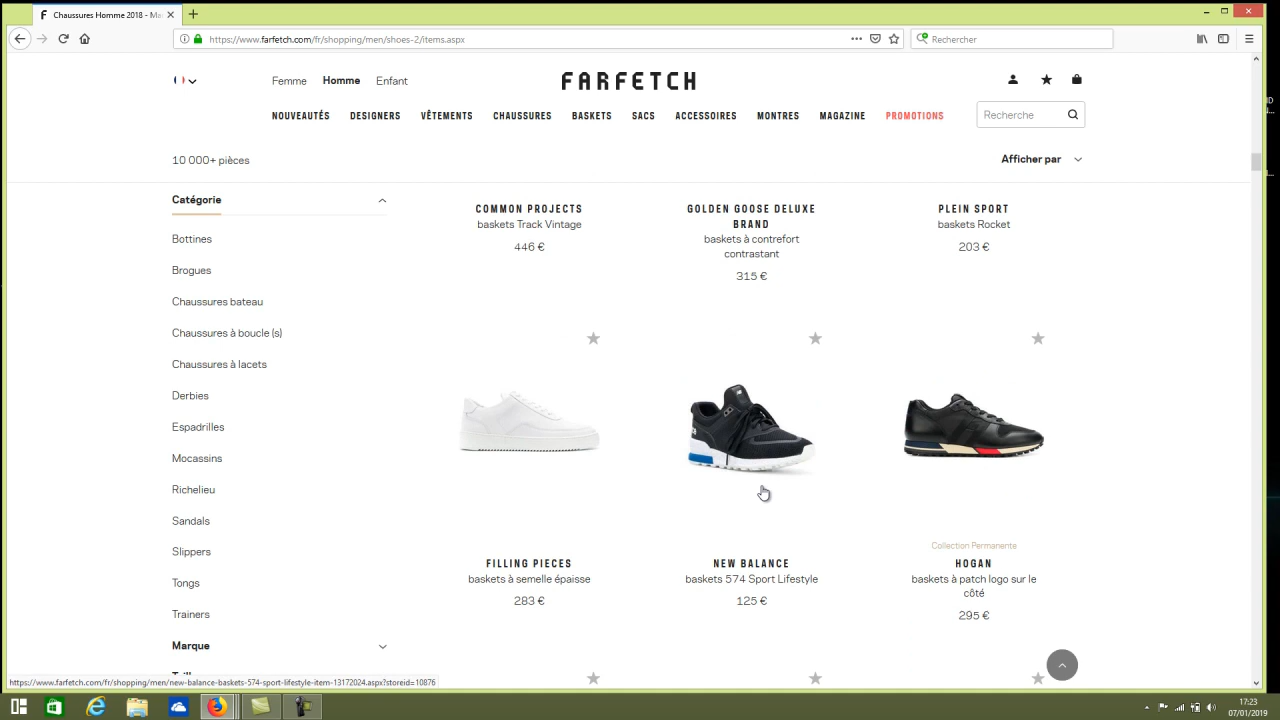 Chaussures Homme 2018 - Ma
https://www.farfetch.com/fr/shopping/men/shoes-2/items.aspx
Rechercher
Femme
Homme
Enfant
FARFETCH
NOUVEAUTÉS
DESIGNERS
VÊTEMENTS
CHAUSSURES
BASKETS
SACS
ACCESSOIRES
MONTRES
MAGAZINE
PROMOTIONS
Recherche
10 000+ pièces
Afficher par
Catégorie
Bottines
Brogues
Chaussures bateau
Chaussures à boucle (s)
Chaussures à lacets
Derbies
Espadrilles
Mocassins
Richelieu
Sandals
Slippers
Tongs
Trainers
Marque
COMMON PROJECTS
baskets Track Vintage
446 €
GOLDEN GOOSE DELUXE
BRAND
baskets à contrefort
contrastant
315 €
PLEIN SPORT
baskets Rocket
203 €
FILLING PIECES
baskets à semelle épaisse
283 €
NEW BALANCE
baskets 574 Sport Lifestyle
125 €
Collection Permanente
HOGAN
baskets à patch logo sur le
côté
295 €
https://www.farfetch.com/fr/shopping/men/new-balance-baskets-574-sport-lifestyle-item-13172024.aspx?storeid=10876
17:23
07/01/2019